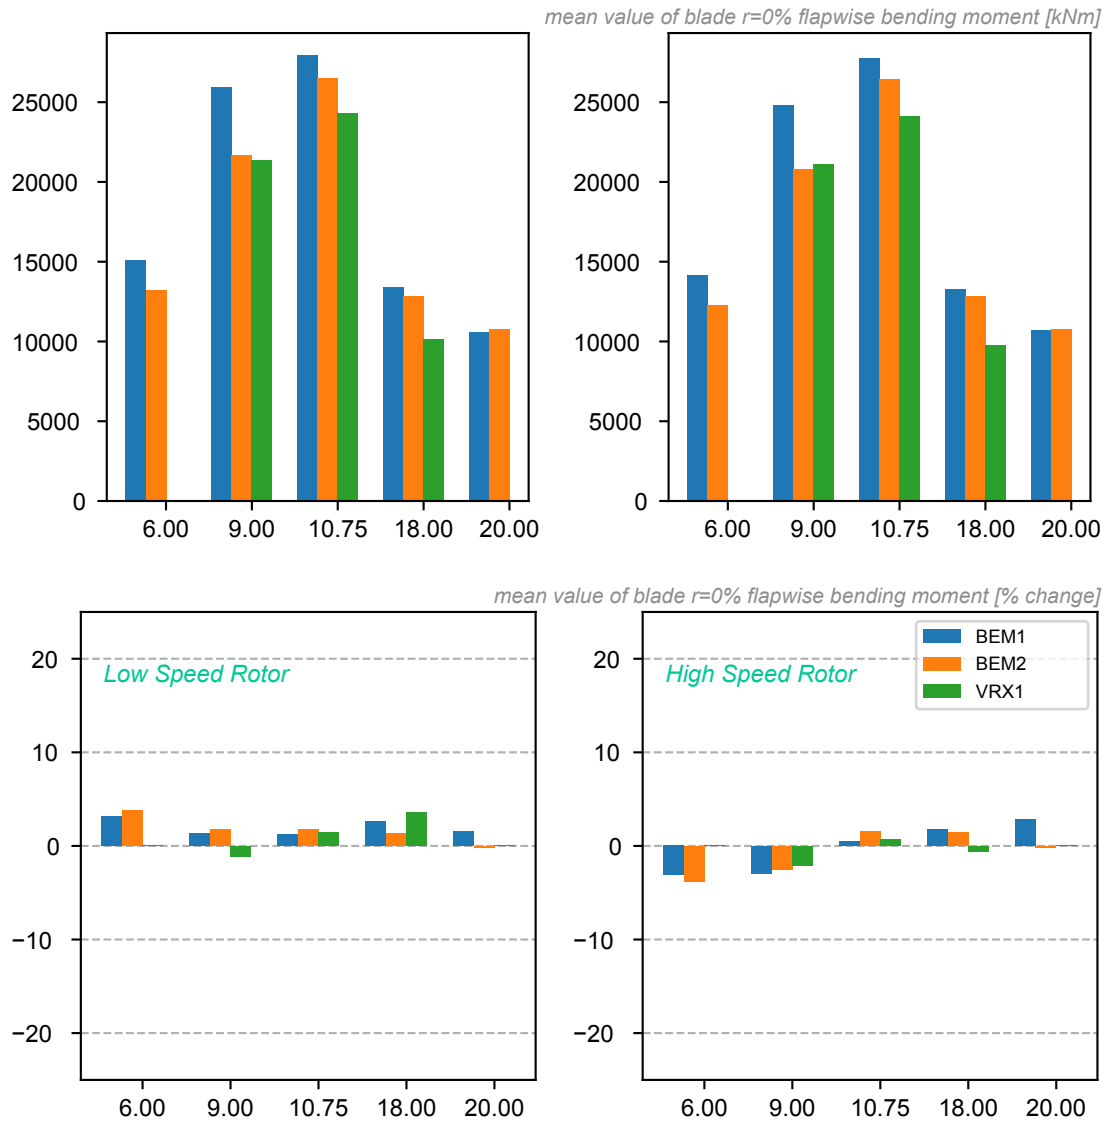 mean value of blade r=0% flapwise bending moment [kNm]
25000
20000
15000
10000
5000
0
6.00 9.00 10.75 18.00 20.00
25000
20000
15000
10000
5000
0
6.00 9.00 10.75 18.00 20.00
mean value of blade r=0% flapwise bending moment [% change]
Low Speed Rotor
20
10
0
−10
−20
6.00 9.00 10.75 18.00 20.00
High Speed Rotor
BEM1
BEM2
VRX1
20
10
0
−10
−20
6.00 9.00 10.75 18.00 20.00